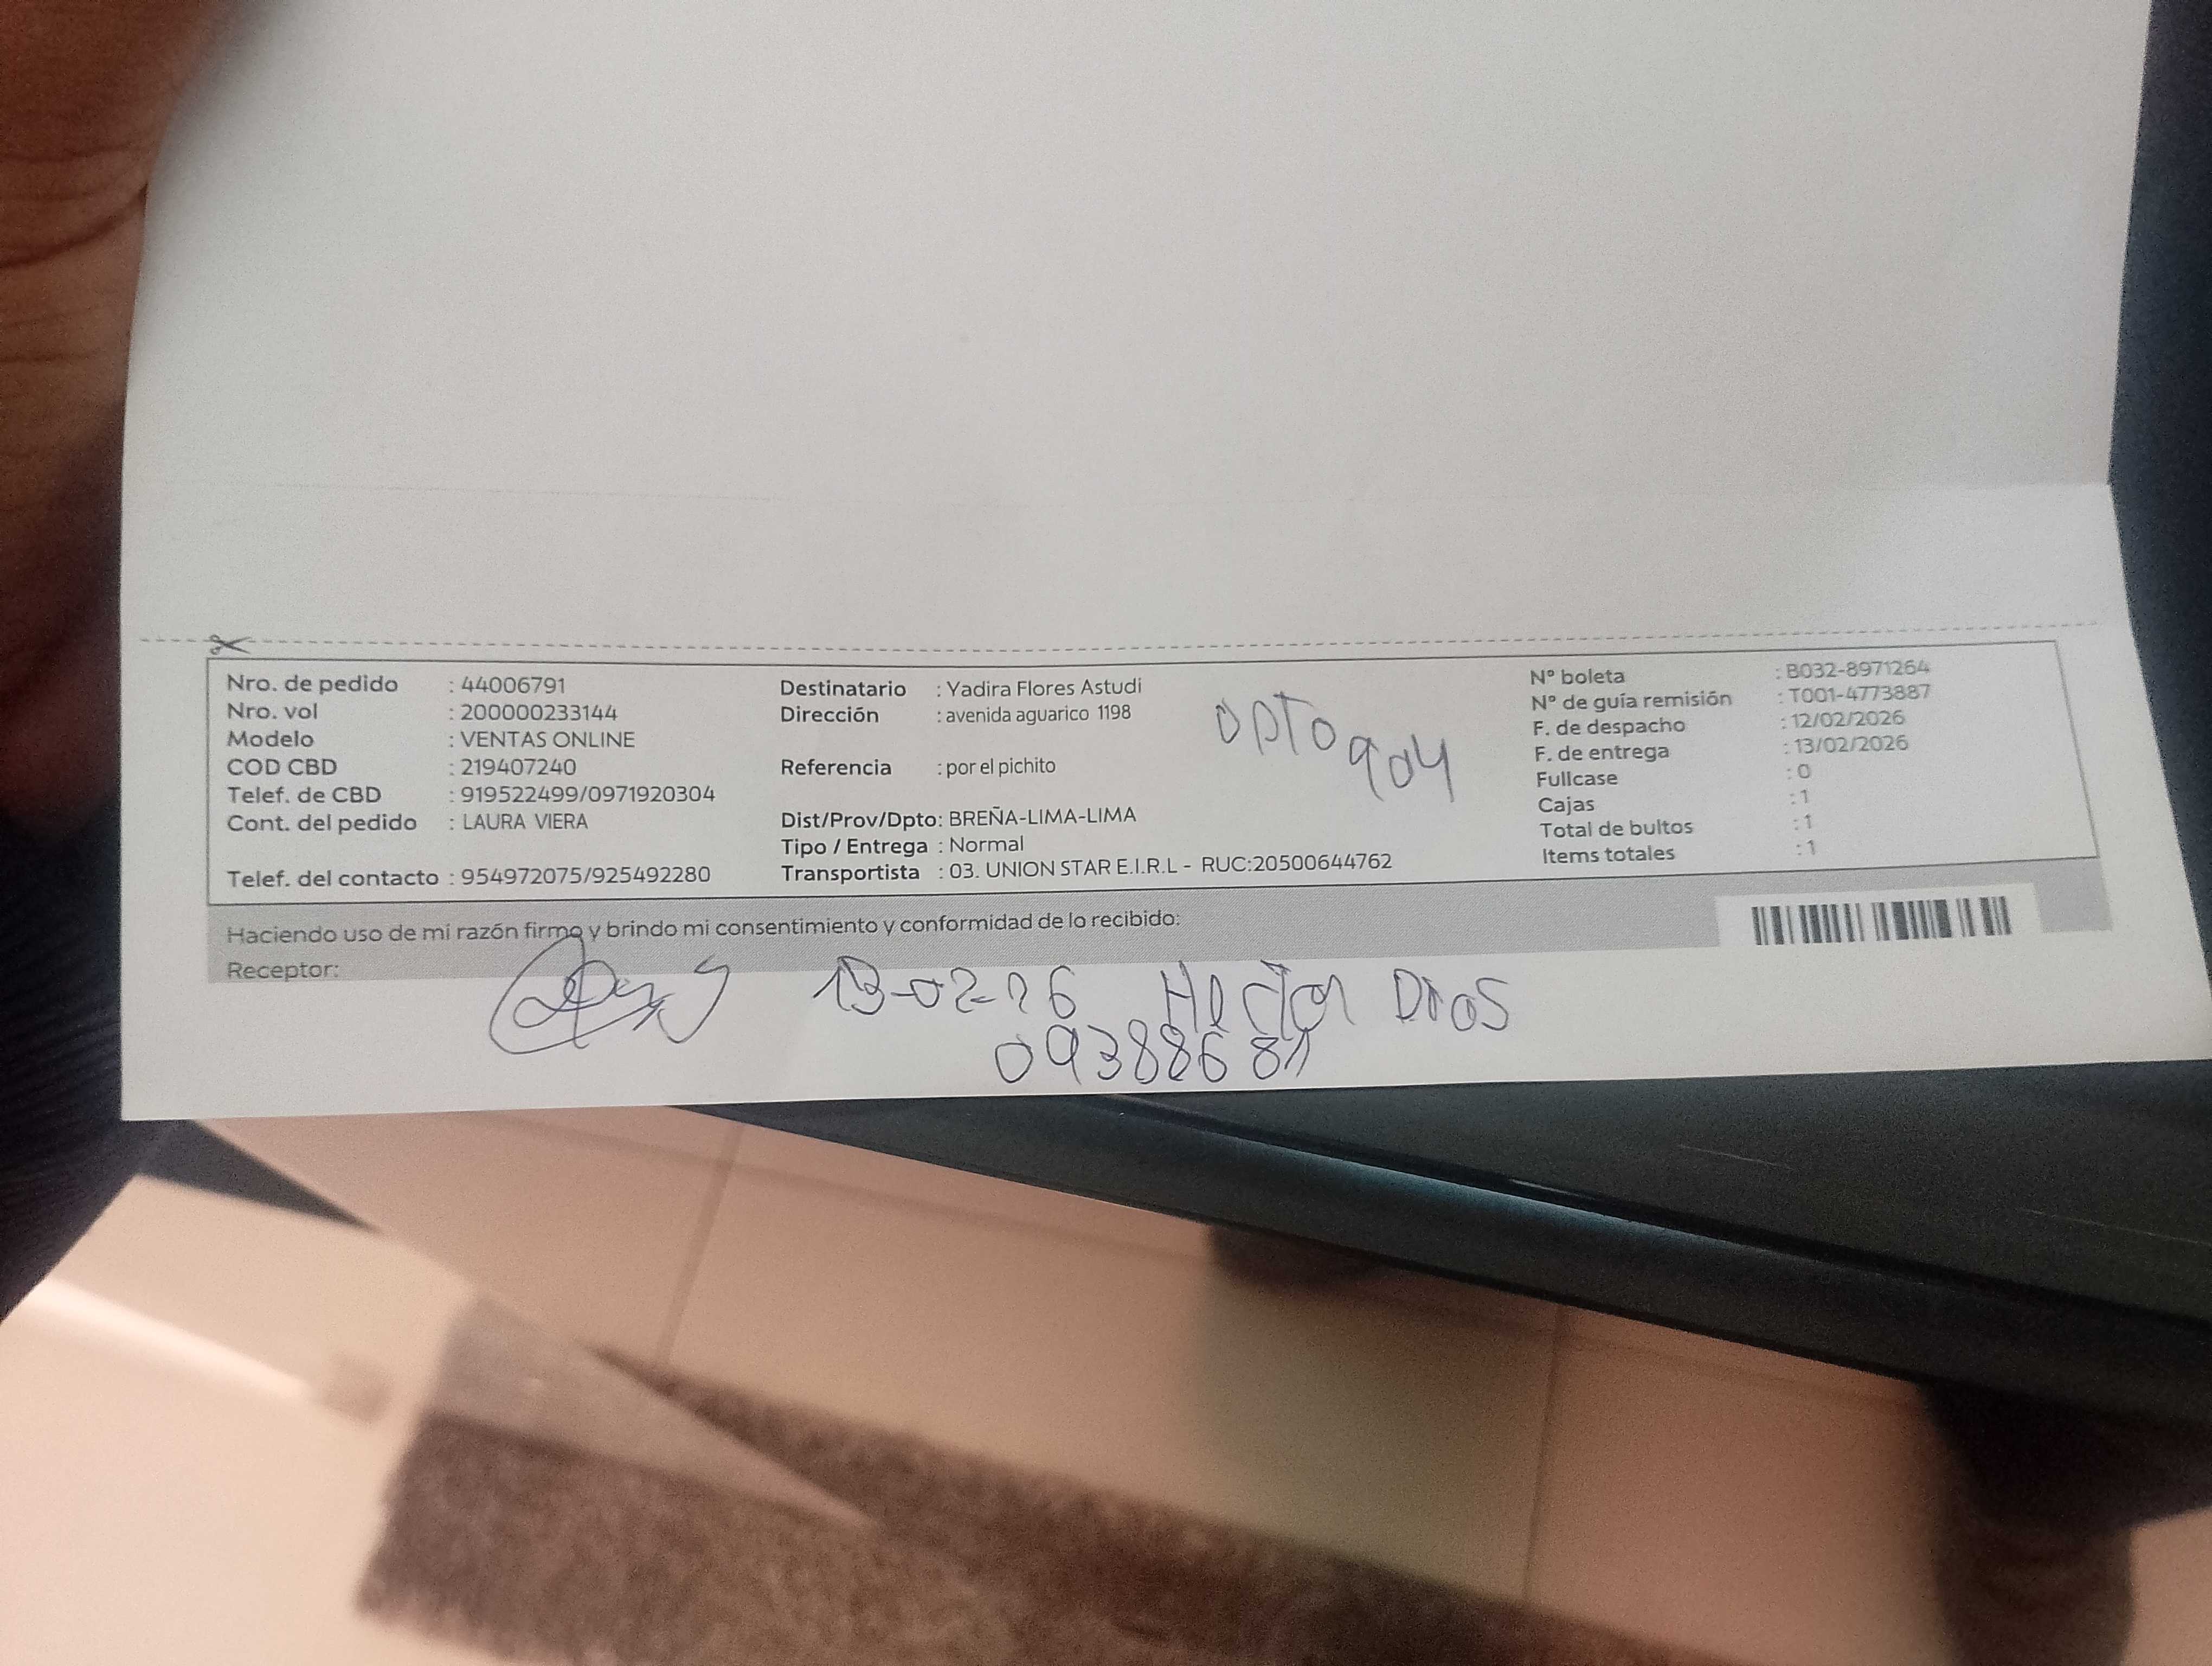 Nro. de pedido : 44006791
Nro. vol : 200000233144
Modelo : VENTAS ONLINE
COD CBD : 219407240
Telef. de CBD : 919522499/0971920304
Cont. del pedido : LAURA VIERA
Telef. del contacto : 954972075/925492280
Destinatario : Yadira Flores Astudi
Dirección : avenida aguarico 1198
Referencia : por el pichito
Dist/Prov/Dpto: BREÑA-LIMA-LIMA
Tipo / Entrega : Normal
Transportista : 03. UNION STAR E.I.R.L - RUC:20500644762
DPTO 904
N° boleta : B032-8971264
N° de guía remisión : T001-4773887
F. de despacho : 12/02/2026
F. de entrega : 13/02/2026
Fullcase : 0
Cajas : 1
Total de bultos : 1
Items totales : 1
Haciendo uso de mi razón firmo y brindo mi consentimiento y conformidad de lo recibido:
Receptor:
13-02-26 Hector
09388681